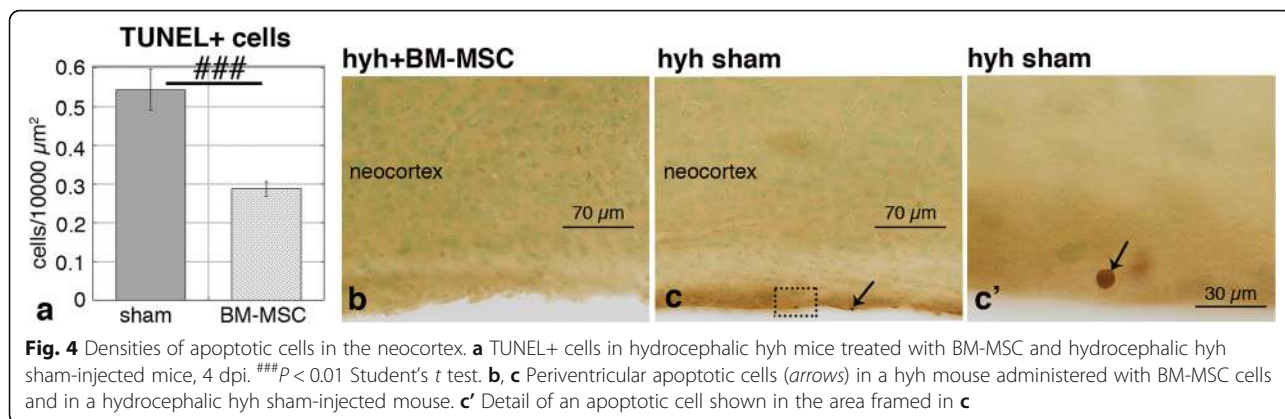 TUNEL+ cells
###
cells/10000 µm²
0.6
0.5
0.4
0.3
0.2
0.1
0
sham
BM-MSC
a
hyh+BM-MSC
neocortex
70 µm
b
hyh sham
neocortex
70 µm
c
hyh sham
30 µm
c'
Fig. 4 Densities of apoptotic cells in the neocortex. a TUNEL+ cells in hydrocephalic hyh mice treated with BM-MSC and hydrocephalic hyh
sham-injected mice, 4 dpi. ###P < 0.01 Student's t test. b, c Periventricular apoptotic cells (arrows) in a hyh mouse administered with BM-MSC cells
and in a hydrocephalic hyh sham-injected mouse. c' Detail of an apoptotic cell shown in the area framed in c